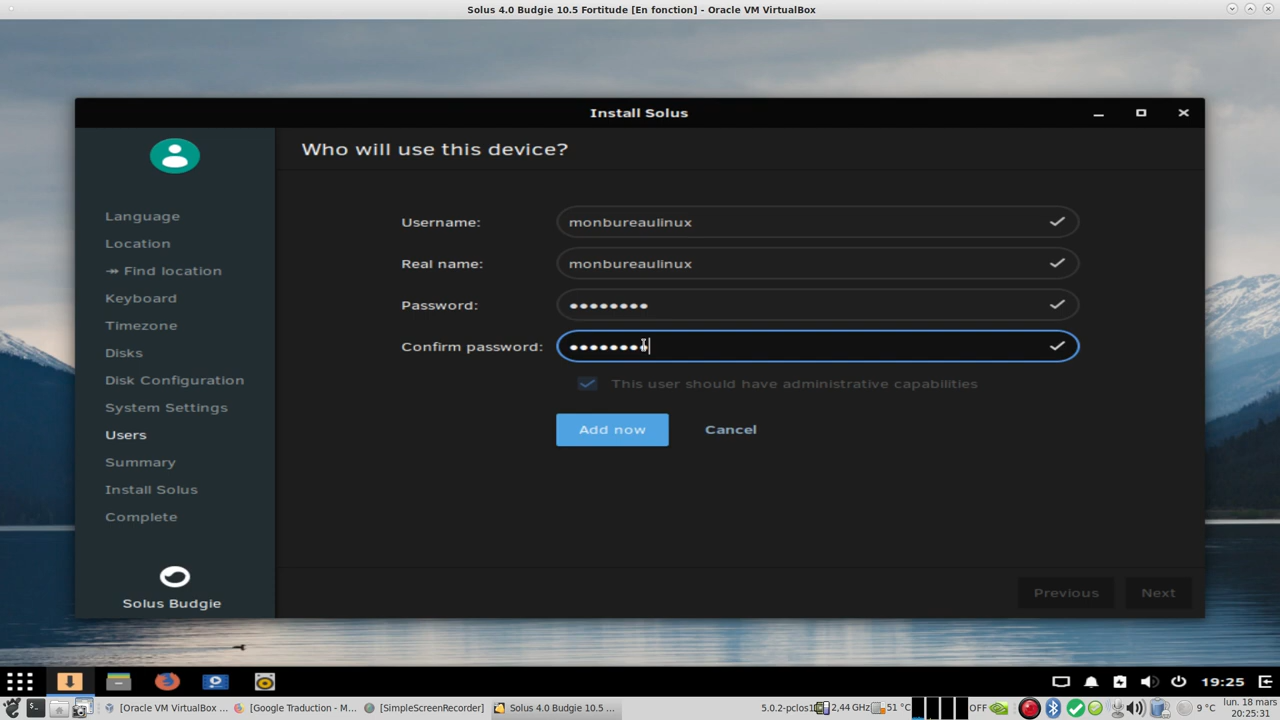 Solus 4.0 Budgie 10.5 Fortitude [En fonction] - Oracle VM VirtualBox
Install Solus
Who will use this device?
Language
Location
↠ Find location
Keyboard
Timezone
Disks
Disk Configuration
System Settings
Users
Summary
Install Solus
Complete
Solus Budgie
Username:
monbureaulinux
Real name:
monbureaulinux
Password:
••••••••
Confirm password:
••••••••
This user should have administrative capabilities
Add now
Cancel
Previous
Next
19:25
[Oracle VM VirtualBox ...
[Google Traduction - M...
[SimpleScreenRecorder]
Solus 4.0 Budgie 10.5 ...
5.0.2-pclos1
2,44 GHz
51 °C
OFF
9 °C
lun. 18 mars
20:25:31